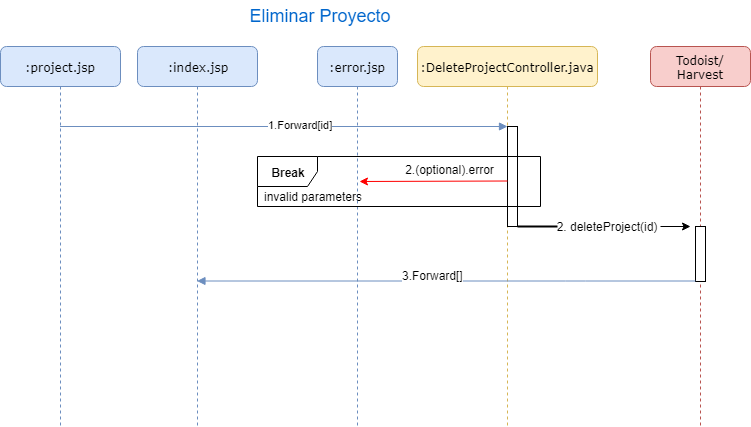 Eliminar Proyecto
:project.jsp
:index.jsp
:error.jsp
:DeleteProjectController.java
Todoist/
Harvest
1.Forward[id]
Break
2.(optional).error
invalid parameters
2. deleteProject(id)
3.Forward[]